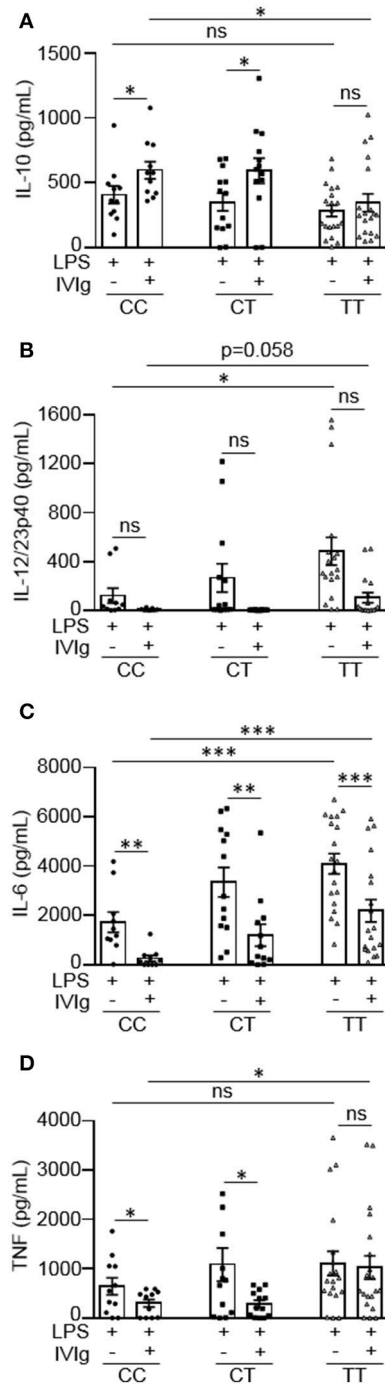 A
*
ns
* * ns
IL-10 (pg/mL)
1500
1000
500
0
LPS + + + + + +
IVIg - + - + - +
CC CT TT
B
p=0.058
*
ns ns ns
IL-12/23p40 (pg/mL)
1600
1200
800
400
0
LPS + + + + + +
IVIg - + - + - +
CC CT TT
C
***
***
** ** ***
IL-6 (pg/mL)
8000
6000
4000
2000
0
LPS + + + + + +
IVIg - + - + - +
CC CT TT
D
*
ns
* * ns
TNF (pg/mL)
4000
3000
2000
1000
0
LPS + + + + + +
IVIg - + - + - +
CC CT TT